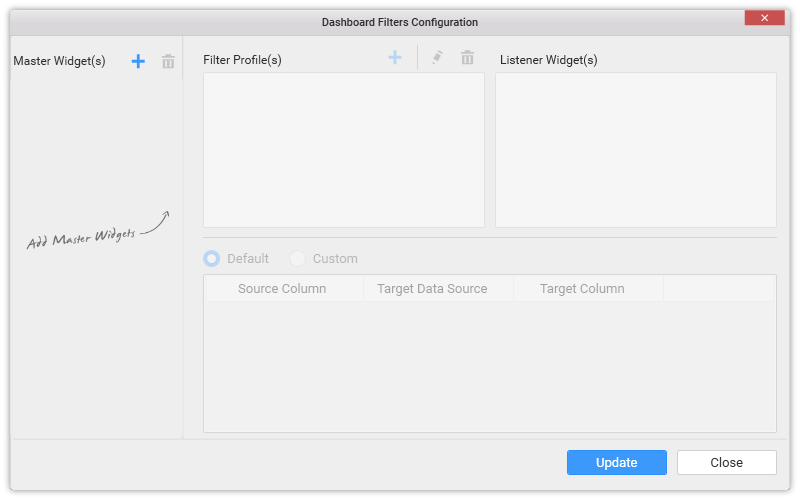 Dashboard Filters Configuration
Master Widget(s)
Filter Profile(s)
Listener Widget(s)
Add Master Widgets
Default
Custom
Source Column
Target Data Source
Target Column
Update
Close